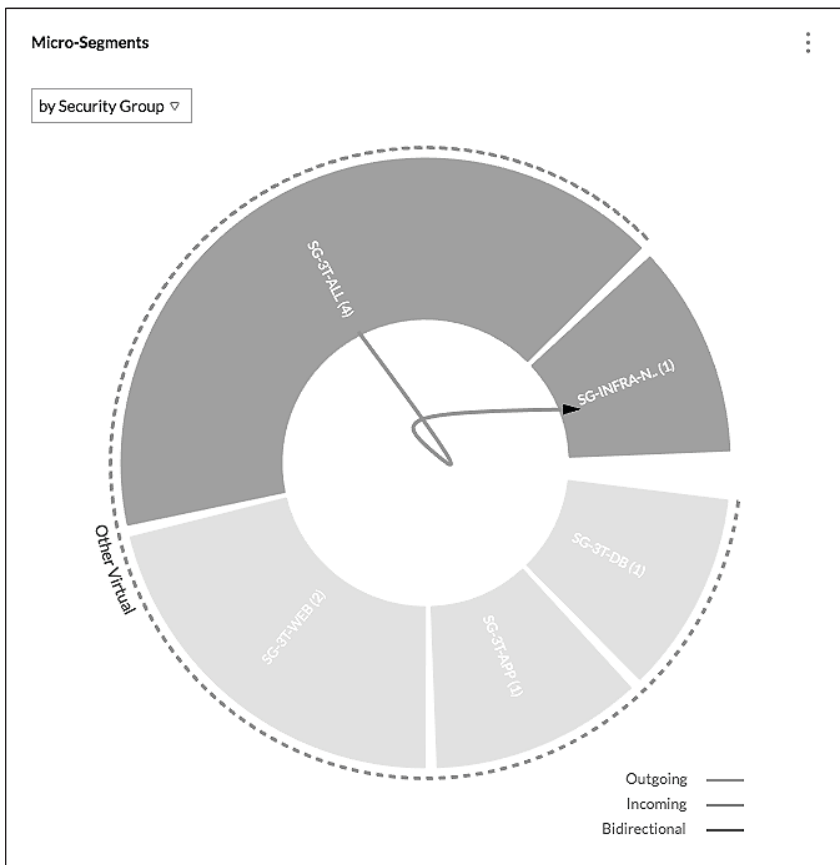 Micro-Segments
by Security Group
SG-3T-ALL (4)
SG-INFRA-N.. (1)
SG-3T-DB (1)
SG-3T-APP (1)
SG-3T-WEB (2)
Other Virtual
Outgoing
Incoming
Bidirectional